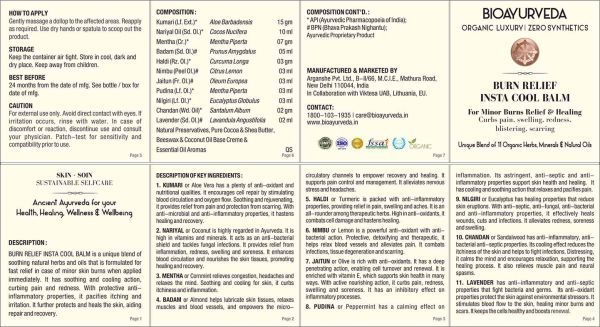 HOW TO APPLY
Gently massage a dollop to the affected areas. Reapply
as required. Use dry hands or spatula to scoop out the
product.
STORAGE
Keep the container air tight. Store in cool, dark and
dry place. Keep away from children.
BEST BEFORE
24 months from the date of mfg. See bottle / box for
date of mfg.
CAUTION
For external use only. Avoid direct contact with eyes. If
irritation occurs, rinse with water. In case of
discomfort or reaction, discontinue use and consult
your physician. Patch-test for sensitivity and
compatibility prior to use.
Page 5
COMPOSITION:
Kumari (Lf. Ext.)* Aloe Barbadensis 15 gm
Nariyal Oil (Sd. Ol.)* Cocos Nucifera 10 ml
Mentha (Cr.)* Mentha Piperta 07 gm
Badam (Sd. Ol.)# Prunus Amygdalus 05 ml
Haldi (Rz. Ol.)* Curcuma Longa 03 gm
Nimbu (Peel Ol.)# Citrus Lemon 03 ml
Jaitun (Fr. Ol.)# Oleum Europae 03 ml
Pudina (Lf. Ol.)* Mentha Piperta 03 ml
Nilgiri (Lf. Ol.)* Eucalyptus Globulus 03 ml
Chandan (Wd. Oil)* Santalum Album 02 gm
Lavender (Sd. Ol.)# Lavandula Angustifolia 02 ml
Natural Preservatives, Pure Cocoa & Shea Butter,
Beeswax & Coconut Oil Base Creme &
Essential Oil Aromas QS
Page 6
COMPOSITION CONT'D. :
* API (Ayurvedic Pharmacopoeia of India);
# BPN (Bhava Prakash Nighantu);
Ayurvedic Proprietary Product
MANUFACTURED & MARKETED BY
Arganshe Pvt. Ltd., B-4/66, M.C.I.E., Mathura Road,
New Delhi 110044, India
In Collaboration with Viktesa UAB, Lithuania, EU.
CONTACT:
1800-103-1935 | care@bioayurveda.in
www.bioayurveda.in
fssai
ORGANIC
Page 7
BIOAYURVEDA
ORGANIC LUXURY | ZERO SYNTHETICS
BURN RELIEF
INSTA COOL BALM
For Minor Burns Relief & Healing
Curbs pain, swelling, redness,
blistering, scarring
Unique Blend of 11 Organic Herbs, Minerals & Natural Oils
SKIN · SOIN
SUSTAINABLE SELFCARE
Ancient Ayurveda for your
Health, Healing, Wellness & Wellbeing
DESCRIPTION :
BURN RELIEF INSTA COOL BALM is a unique blend of
soothing natural herbs and oils that is formulated for
fast relief in case of minor skin burns when applied
immediately. It has soothing and cooling action,
curbing pain and redness. With protective anti-
inflammatory properties, it pacifies itching and
irritation. It further protects and heals the skin, aiding
repair and recovery.
Page 1
DESCRIPTION OF KEY INGREDIENTS:
1. KUMARI or Aloe Vera has a plenty of anti-oxidant and
nutritional qualities. It encourages cell repair by stimulating
blood circulation and oxygen flow. Soothing and rejuvenating,
it provides relief from pain and protection from scarring. With
anti-microbial and anti-inflammatory properties, it hastens
healing and recovery.
2. NARIYAL or Coconut is highly regarded in Ayurveda. It is
high in vitamins and minerals. It acts as an anti-bacterial
shield and tackles fungal infections. It provides relief from
inflammation, redness, swelling and soreness. It enhances
blood circulation and moisturizes the skin tissues, promoting
healing and recovery.
3. MENTHA or Cornmint relieves congestion, headaches and
relaxes the mind. Soothing and cooling for skin, it curbs
itchiness and inflammation.
4. BADAM or Almond helps lubricate skin tissues, relaxes
muscles and blood vessels, and empowers the micro-
Page 2
circulatory channels to empower recovery and healing. It
supports pain control and management. It alleviates nervous
stress and headaches.
5. HALDI or Turmeric is packed with anti-inflammatory
properties, providing relief in pain, swelling and aches. It is an
all-rounder among therapeutic herbs. High in anti-oxidants, it
combats cell damage and hastens healing.
6. NIMBU or Lemon is a powerful anti-oxidant with anti-
bacterial action. Protective, detoxifying and therapeutic, it
helps relax blood vessels and alleviates pain. It combats
infections, tissue degeneration and scarring.
7. JAITUN or Olive is rich with anti-oxidants. It has a deep
penetrating action, enabling cell turnover and renewal. It is
enriched with vitamin E, which supports skin health in many
ways. With active nourishing action, it curbs pain, redness,
swelling and soreness. It has an inhibitory effect on
inflammatory processes.
8. PUDINA or Peppermint has a calming effect on
Page 3
inflammation. Its astringent, anti-septic and anti-
inflammatory properties support skin health and healing. It
has cooling and soothing action that relaxes and pacifies pain.
9. NILGIRI or Eucalyptus has healing properties that reduce
skin eruptions. With anti-septic, anti-fungal, anti-bacterial
and anti-inflammatory properties, it effectively heals
wounds, cuts and infections. It alleviates redness, soreness
and swelling.
10. CHANDAN or Sandalwood has anti-inflammatory, anti-
bacterial anti-septic properties. Its cooling effect reduces the
itchiness of the skin and helps to fight infections. Distressing,
it calms the mind and encourages relaxation, supporting the
healing process. It also relieves muscle pain and neural
spasms.
11. LAVENDER has anti-inflammatory and anti-septic
properties that fight bacteria and germs. Its anti-oxidant
properties protect the skin against environmental stressors. It
stimulates blood flow to the skin, healing minor burns and
scars. It keeps the cells healthy and boosts renewal.
Page 4